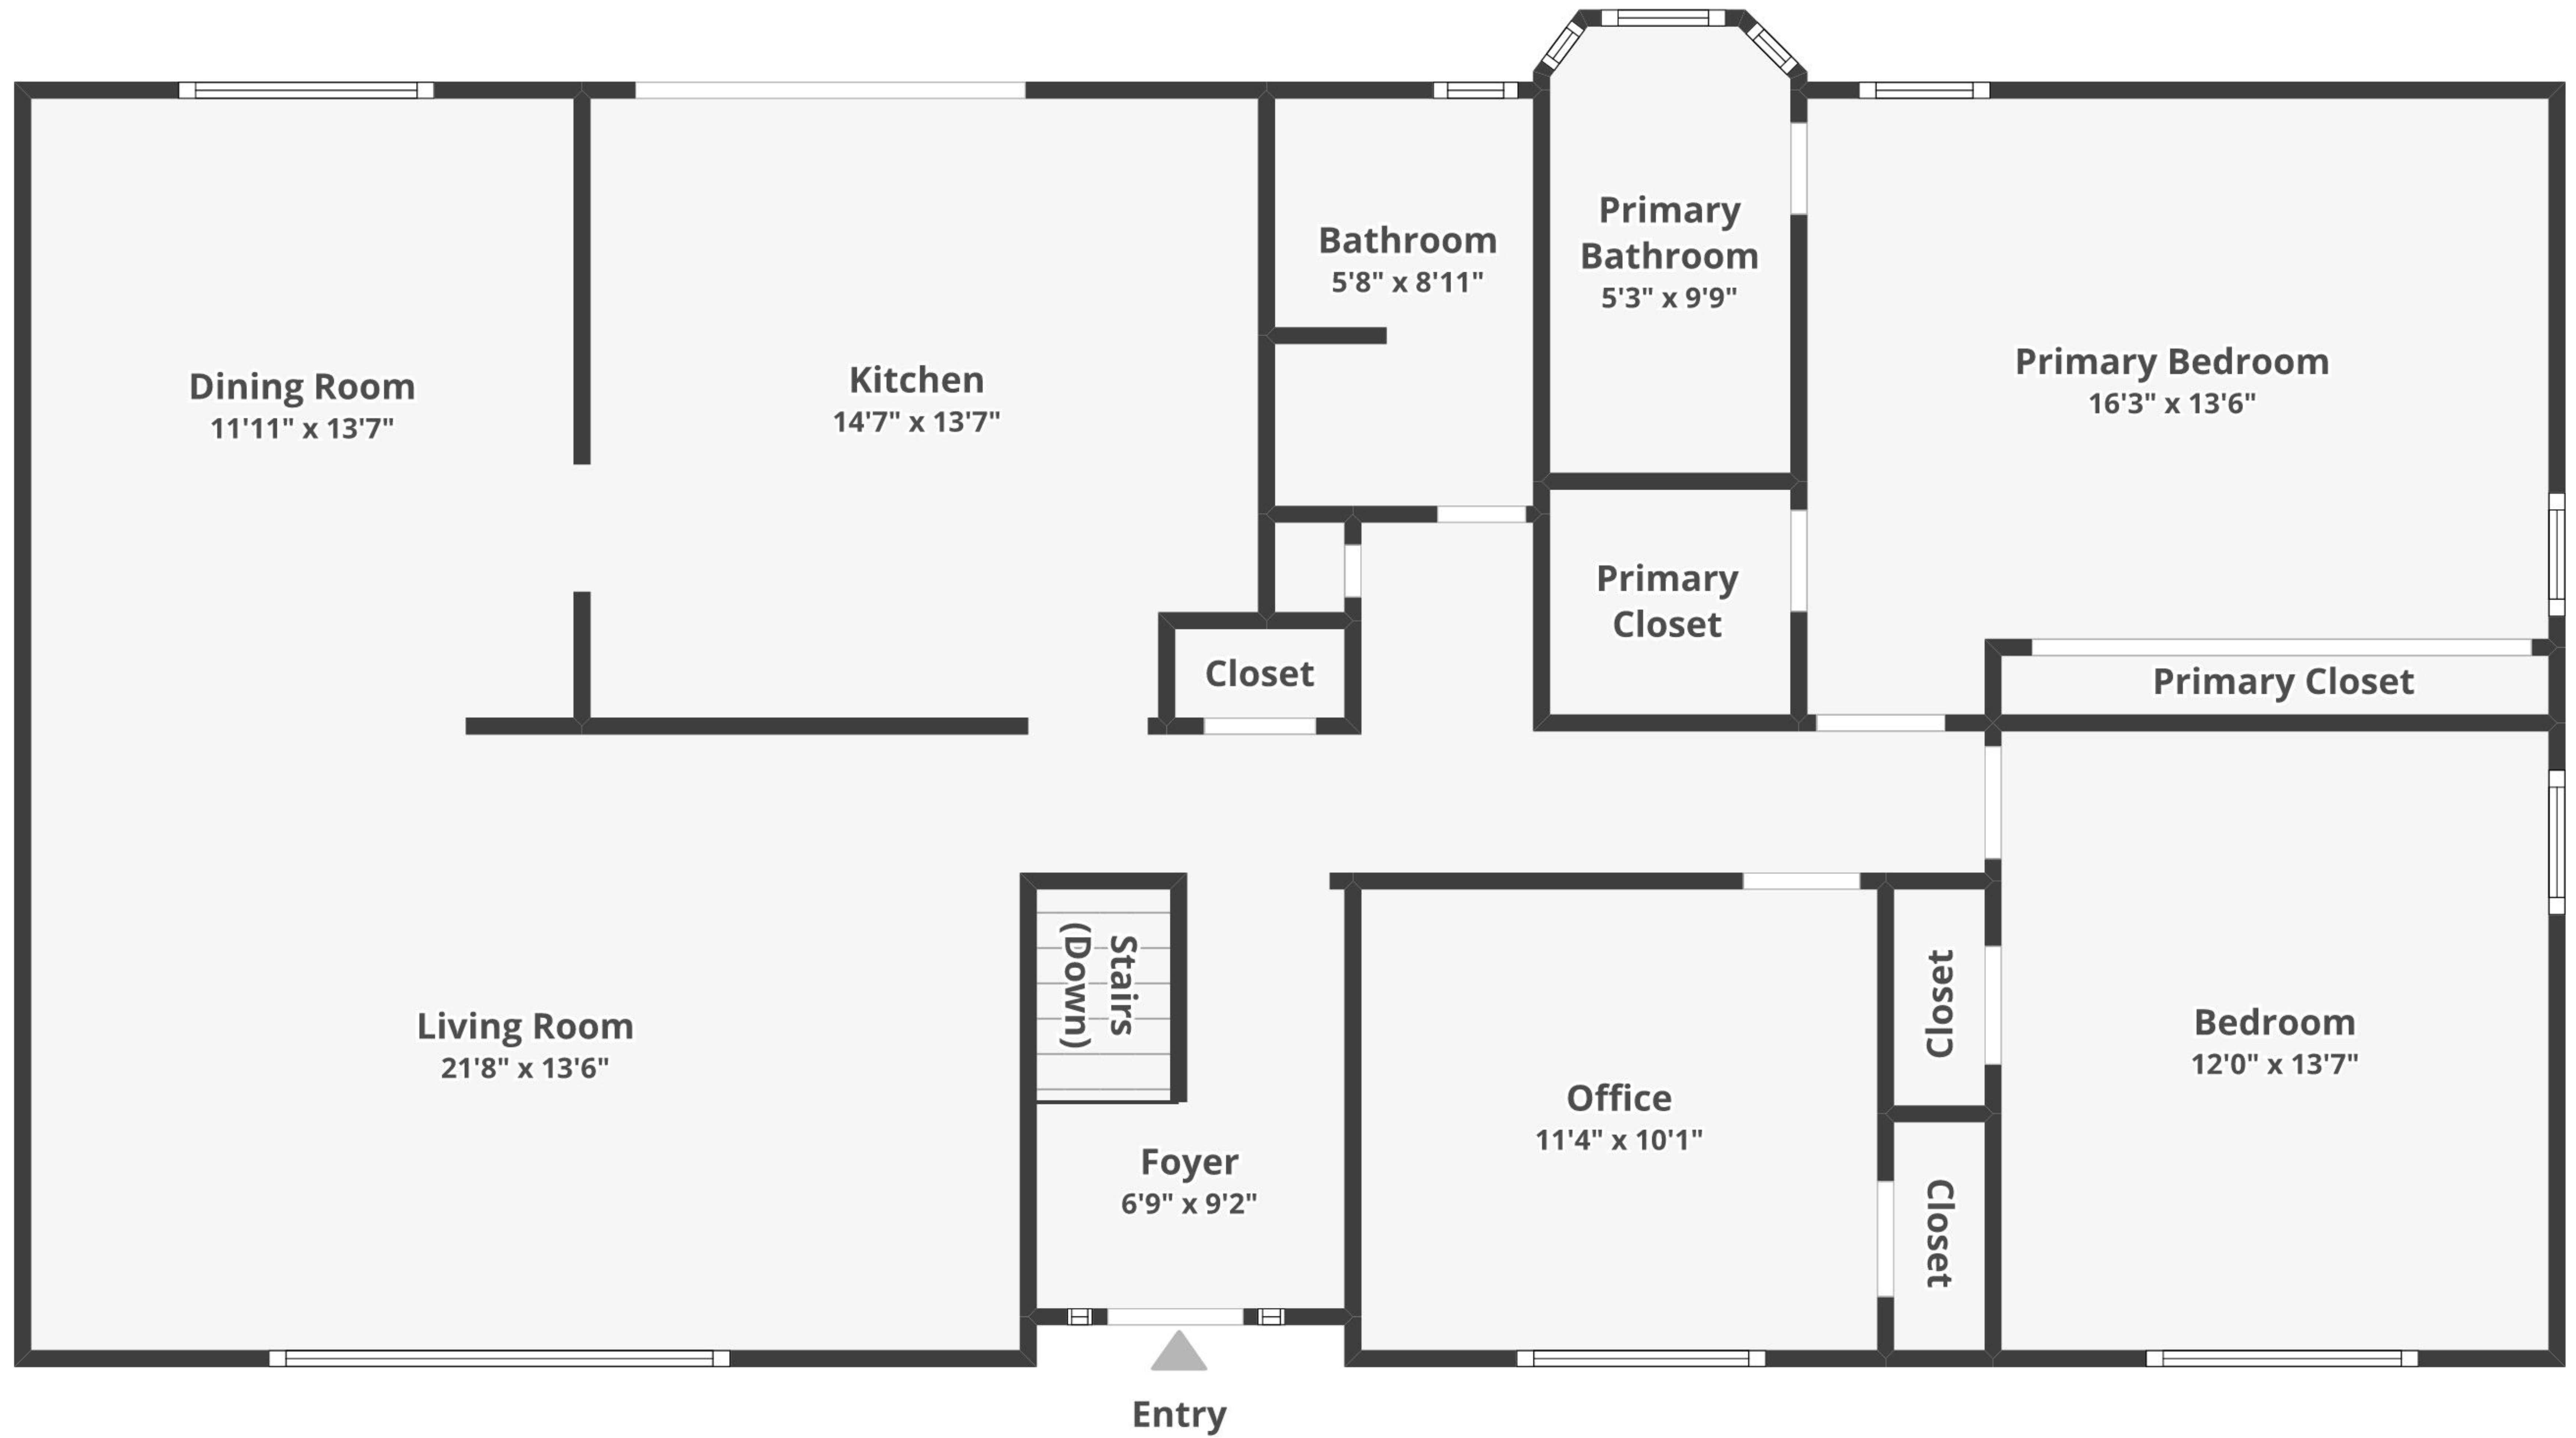 Primary
Bathroom
5'3" x 9'9"
Bathroom
5'8" x 8'11"
Primary Bedroom
16'3" x 13'6"
Kitchen
14'7" x 13'7"
Dining Room
11'11" x 13'7"
Primary
Closet
Closet
Primary Closet
Stairs
(Down)
Closet
Living Room
21'8" x 13'6"
Bedroom
12'0" x 13'7"
Office
11'4" x 10'1"
Foyer
6'9" x 9'2"
Closet
Entry